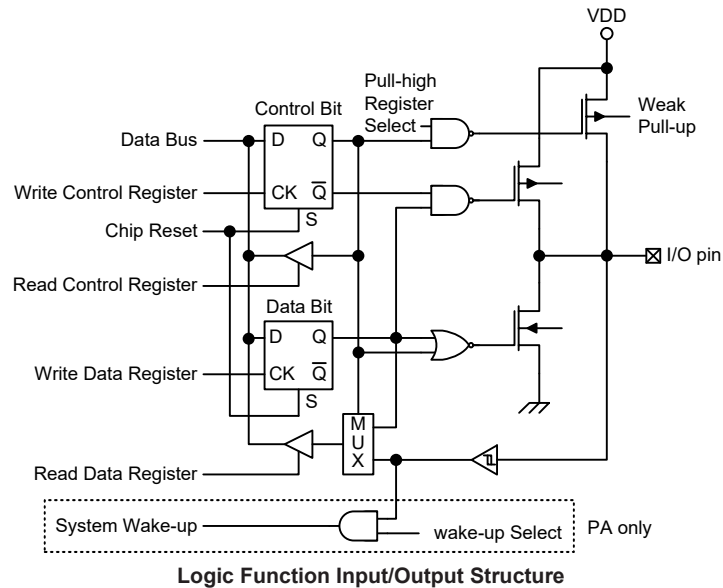 VDD
Pull-high
Register
Select
Weak
Pull-up
Control Bit
Data Bus
D Q
Write Control Register
CK Q
S
Chip Reset
I/O pin
Read Control Register
Data Bit
D Q
Write Data Register
CK Q
S
M
U
X
Read Data Register
System Wake-up
wake-up Select
PA only
Logic Function Input/Output Structure